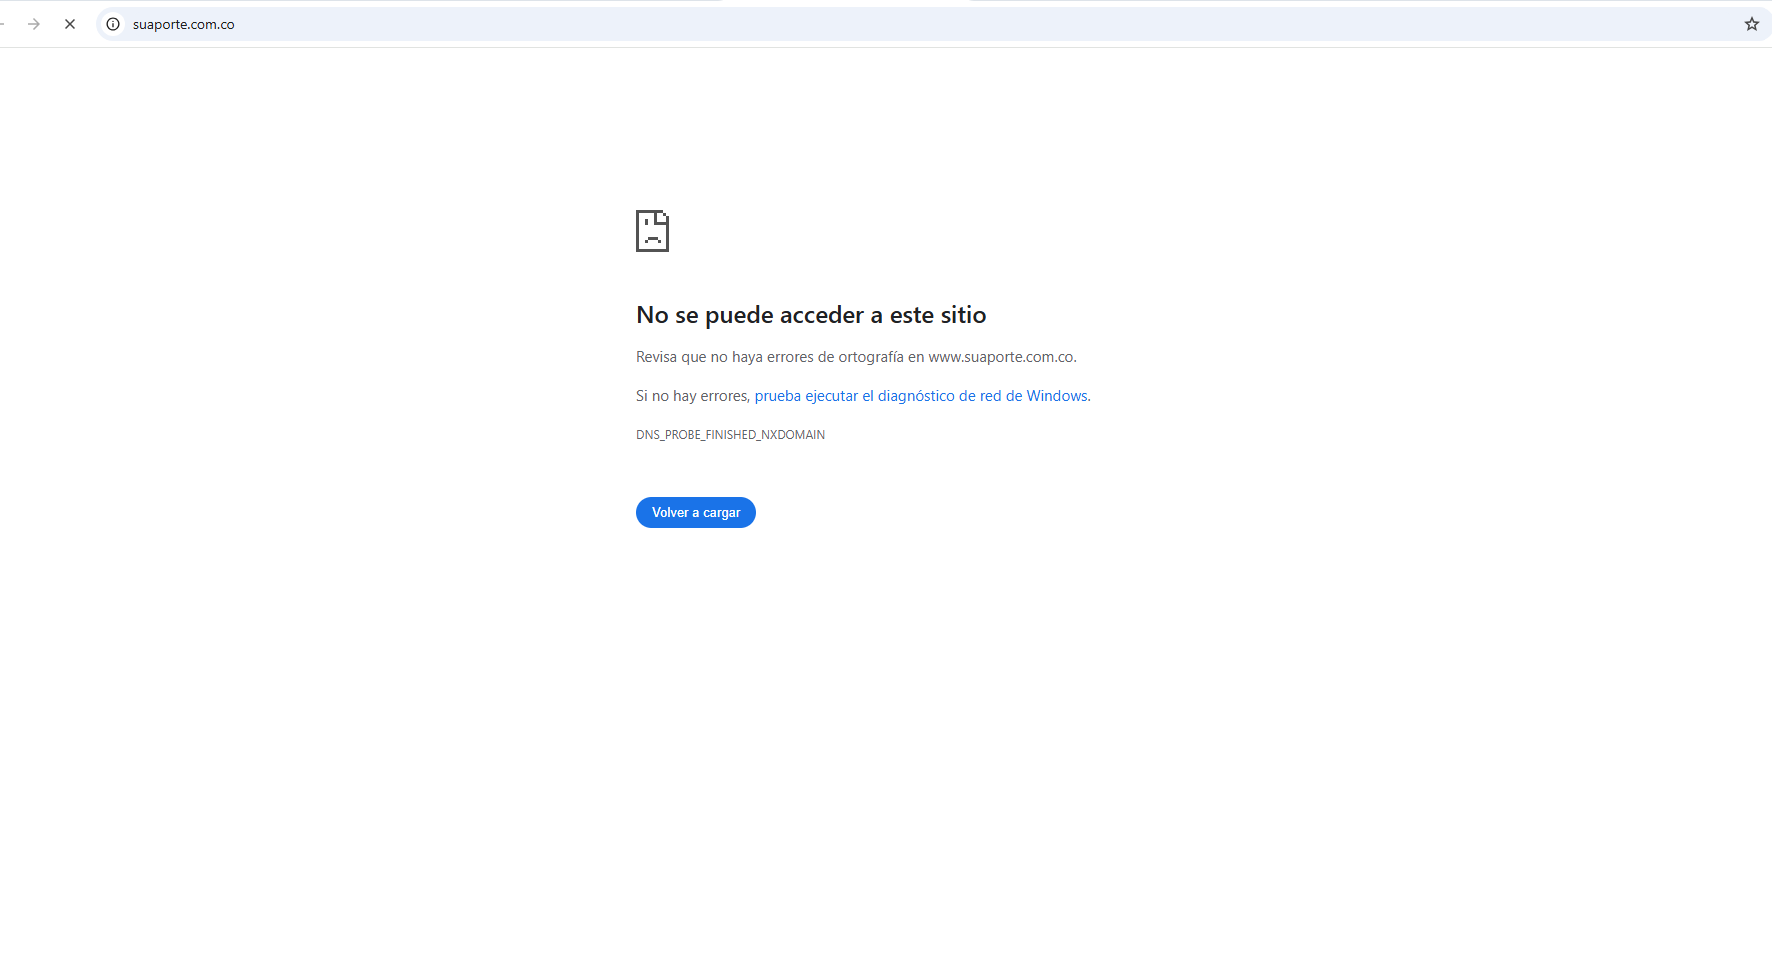 suaporte.com.co
No se puede acceder a este sitio
Revisa que no haya errores de ortografía en www.suaporte.com.co.
Si no hay errores, prueba ejecutar el diagnóstico de red de Windows.
DNS_PROBE_FINISHED_NXDOMAIN
Volver a cargar